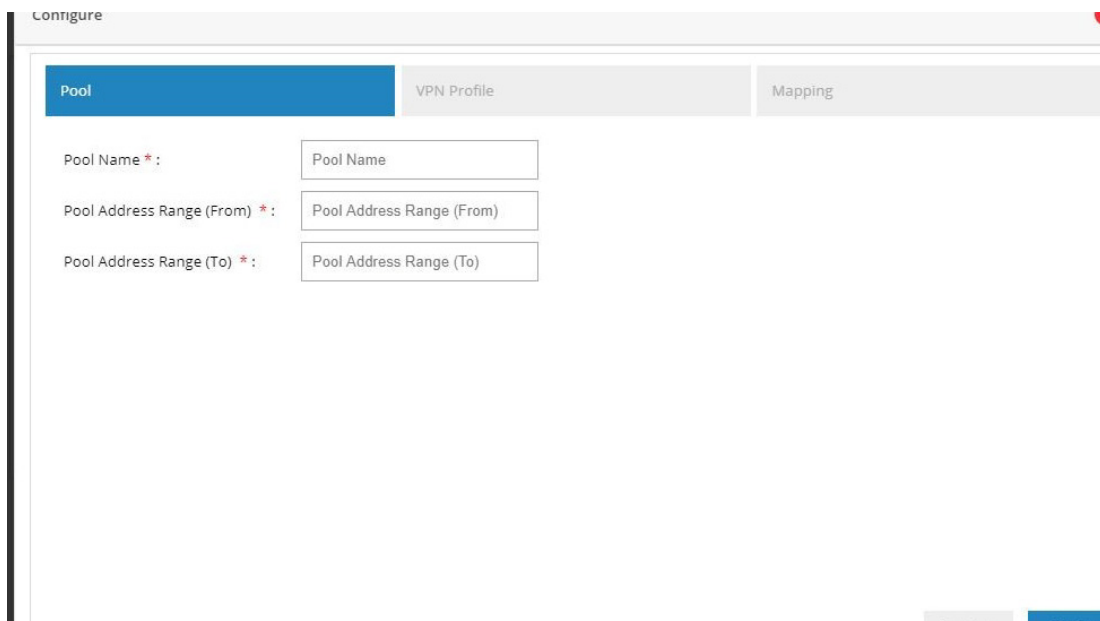 Configure
Pool VPN Profile Mapping
Pool Name * : Pool Name
Pool Address Range (From) * : Pool Address Range (From)
Pool Address Range (To) * : Pool Address Range (To)